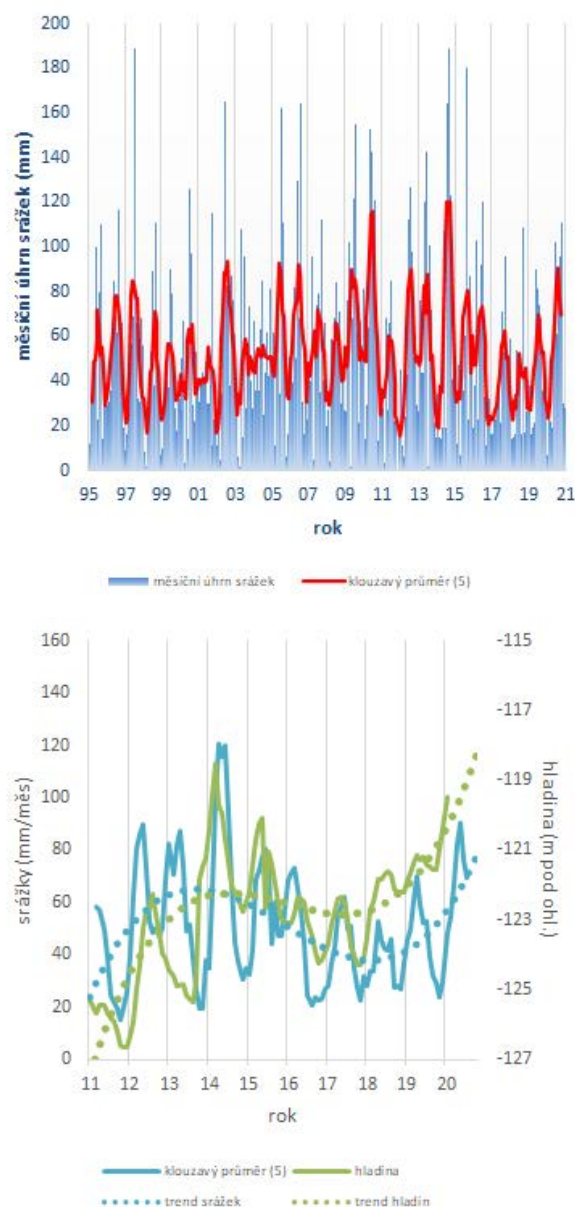 200
180
160
140
120
100
80
60
40
20
0
měsíční úhrn srážek (mm)
95 97 99 01 03 05 07 09 11 13 15 17 19 21
rok
měsíční úhrn srážek klouzavý průměr (5)
160
140
120
100
80
60
40
20
0
srážky (mm/měs)
-115
-117
-119
-121
-123
-125
-127
hladina (m pod ohl.)
11 12 13 14 15 16 17 18 19 20
rok
klouzavý průměr (5) hladina
trend srážek trend hladin